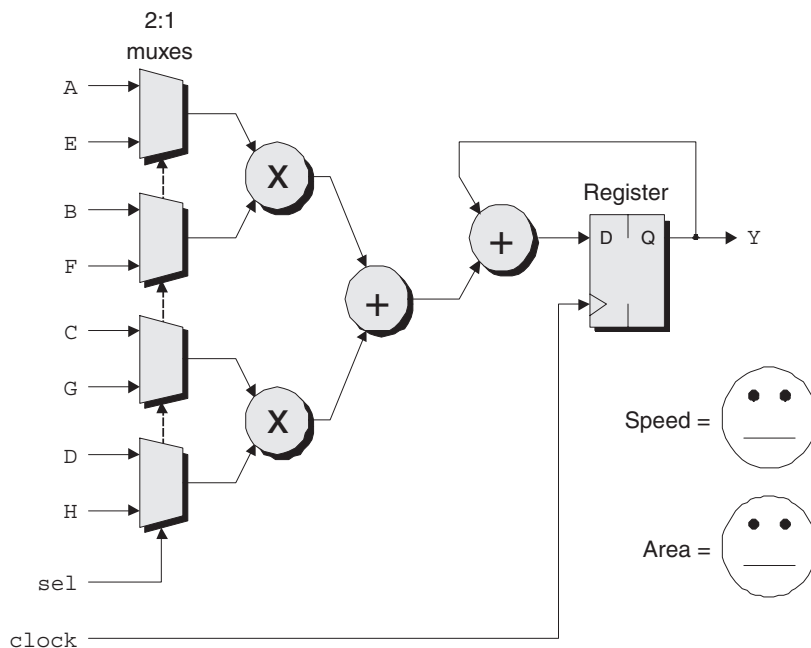 2:1
muxes
A
E
B
F
C
G
D
H
sel
clock
x
x
+
+
Register
D Q
Y
Speed =
Area =